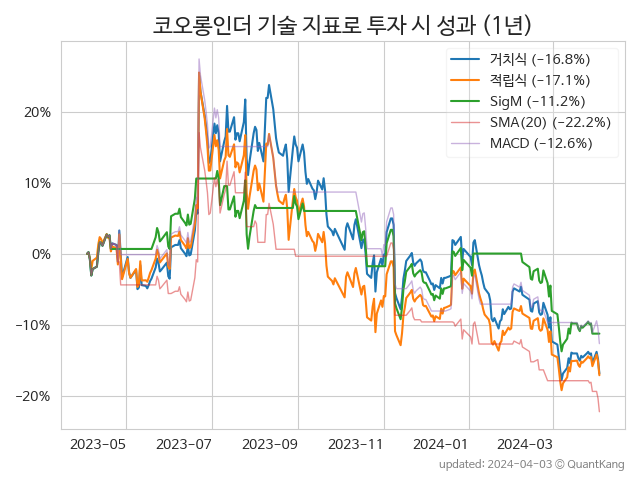 코오롱인더 기술 지표로 투자 시 성과 (1년)
거치식 (−16.8%)
적립식 (−17.1%)
SigM (−11.2%)
SMA(20) (−22.2%)
MACD (−12.6%)
20%
10%
0%
−10%
−20%
2023-05 2023-07 2023-09 2023-11 2024-01 2024-03
updated: 2024-04-03 © QuantKang